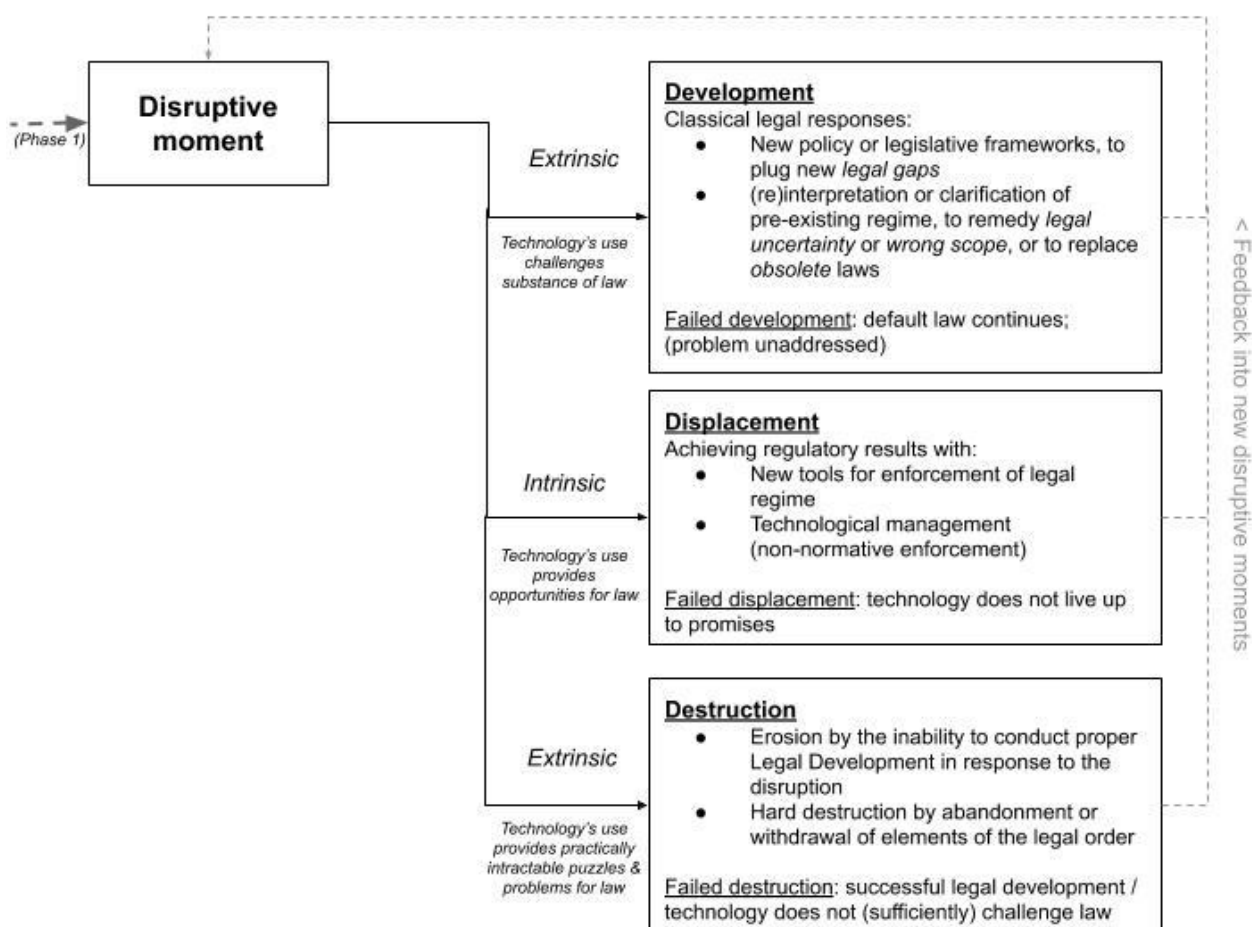 Disruptive
moment
(Phase 1)
Extrinsic
Technology's use
challenges
substance of law
Development
Classical legal responses:
● New policy or legislative frameworks, to
plug new legal gaps
● (re)interpretation or clarification of
pre-existing regime, to remedy legal
uncertainty or wrong scope, or to replace
obsolete laws
Failed development: default law continues;
(problem unaddressed)
Intrinsic
Technology's use
provides
opportunities for law
Displacement
Achieving regulatory results with:
● New tools for enforcement of legal
regime
● Technological management
(non-normative enforcement)
Failed displacement: technology does not live up
to promises
Extrinsic
Technology's use
provides practically
intractable puzzles &
problems for law
Destruction
● Erosion by the inability to conduct proper
Legal Development in response to the
disruption
● Hard destruction by abandonment or
withdrawal of elements of the legal order
Failed destruction: successful legal development /
technology does not (sufficiently) challenge law
< Feedback into new disruptive moments